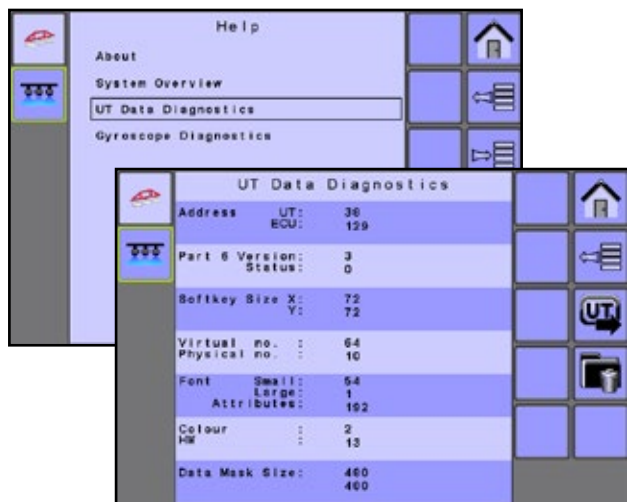 Help
About
System Overview
UT Data Diagnostics
Gyroscope Diagnostics
UT Data Diagnostics
Address UT: 38
ECU: 129
Part 6 Version: 3
Status: 0
Softkey Size X: 72
Y: 72
Virtual no. : 64
Physical no. : 10
Font Small: 54
Large: 1
Attributes: 192
Colour : 2
HW : 13
Data Mask Size: 480
480
UT